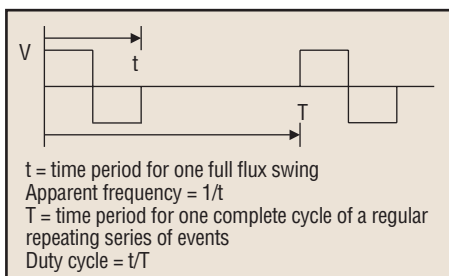 V
t
T
t = time period for one full flux swing
Apparent frequency = 1/t
T = time period for one complete cycle of a regular
repeating series of events
Duty cycle = t/T